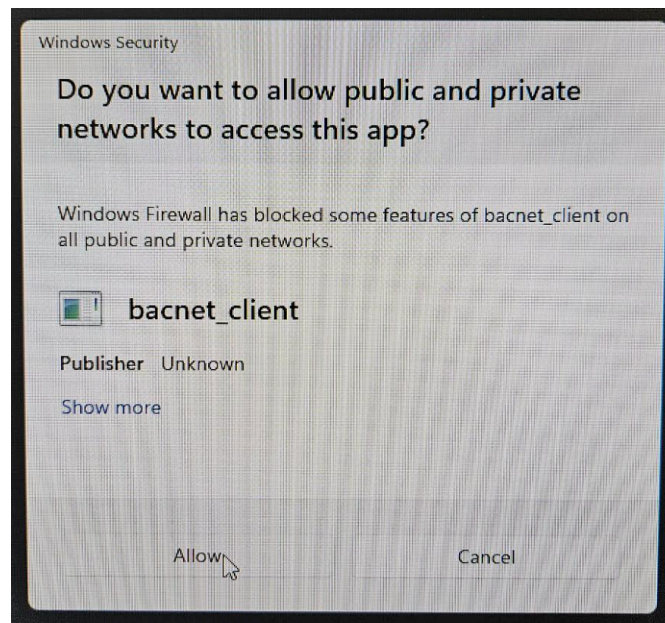 Windows Security
Do you want to allow public and private
networks to access this app?
Windows Firewall has blocked some features of bacnet_client on
all public and private networks.
bacnet_client
Publisher Unknown
Show more
Allow Cancel